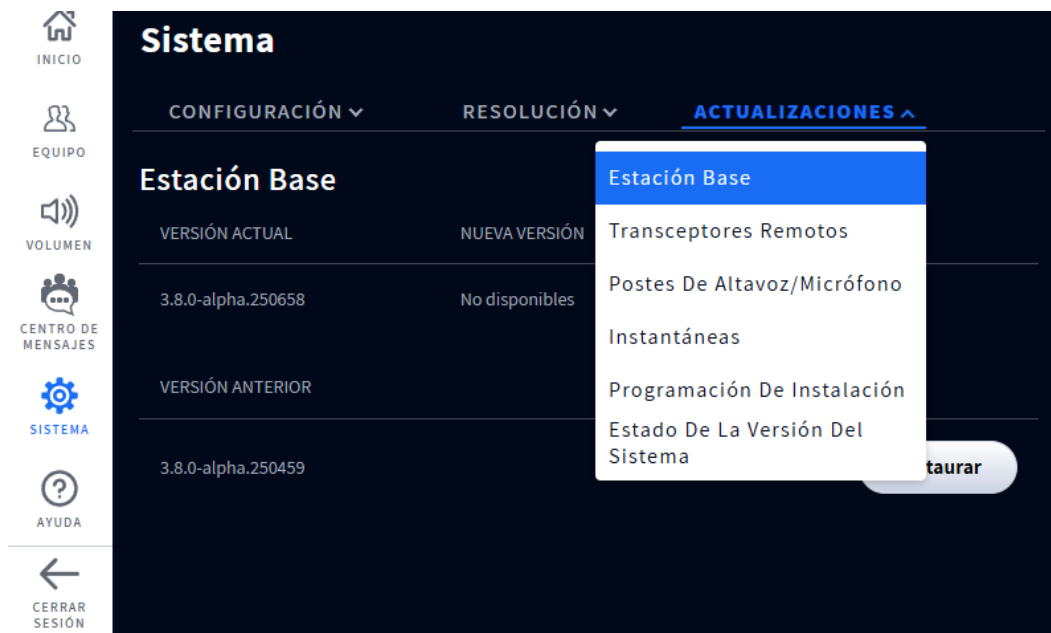 INICIO
EQUIPO
VOLUMEN
CENTRO DE
MENSAJES
SISTEMA
AYUDA
CERRAR
SESIÓN
Sistema
CONFIGURACIÓN
RESOLUCIÓN
ACTUALIZACIONES
Estación Base
VERSIÓN ACTUAL
NUEVA VERSIÓN
3.8.0-alpha.250658
No disponibles
VERSIÓN ANTERIOR
3.8.0-alpha.250459
Estación Base
Transceptores Remotos
Postes De Altavoz/Micrófono
Instantáneas
Programación De Instalación
Estado De La Versión Del
Sistema